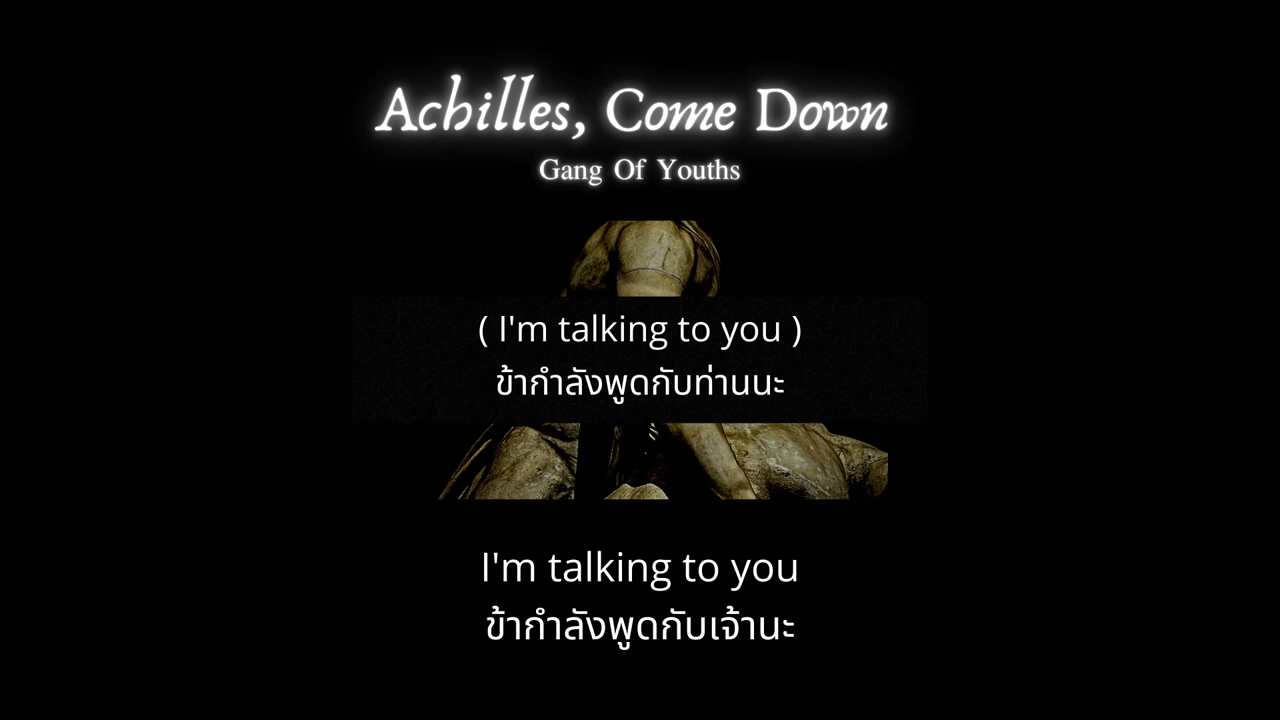 Achilles, Come Down
Gang Of Youths
( I'm talking to you )
ข้ากำลังพูดกับท่านนะ
I'm talking to you
ข้ากำลังพูดกับเจ้านะ